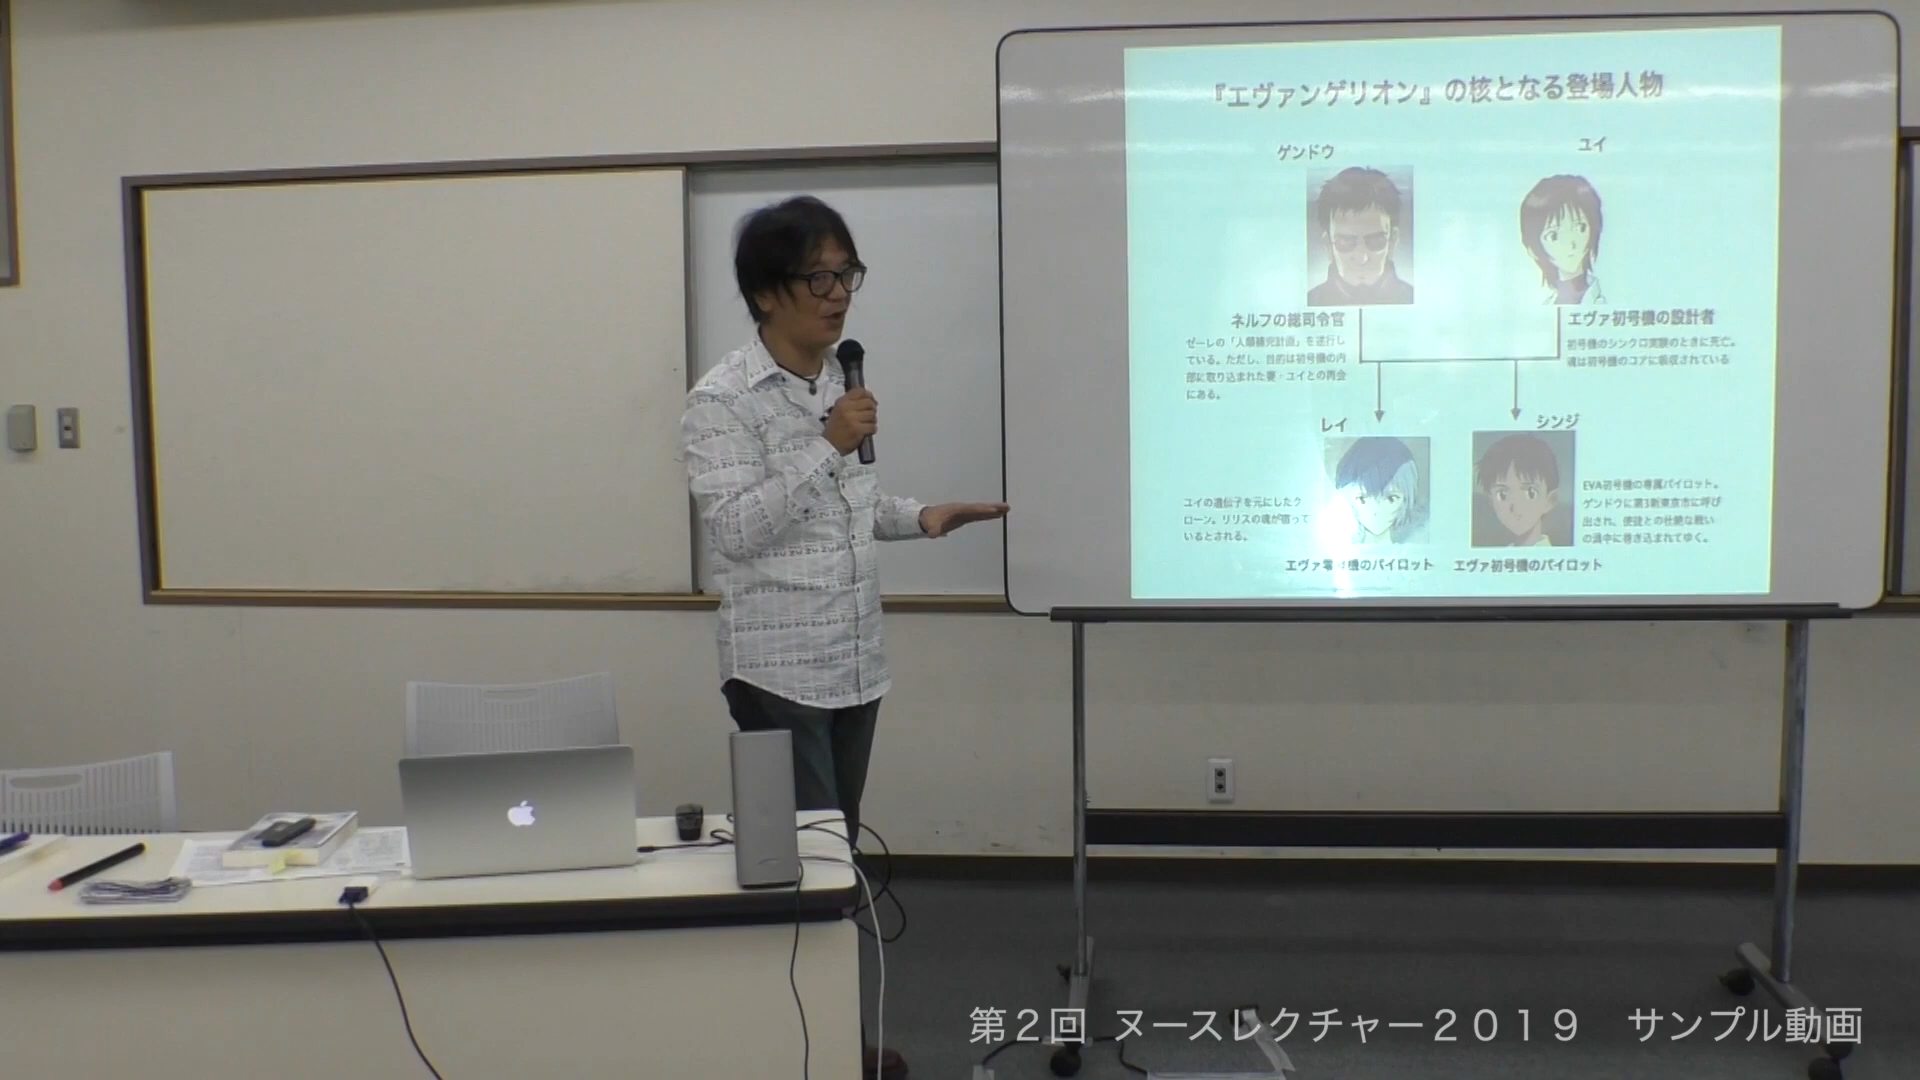 『エヴァンゲリオン』の核となる登場人物
ゲンドウ
ユイ
ネルフの総司令官
ゼーレの「人類補完計画」を遂行し
ている。ただし、目的は初号機の内
部に取り込まれた妻・ユイとの再会
にある。
エヴァ初号機の設計者
初号機のシンクロ実験のときに死亡。
魂は初号機のコアに吸収されている
レイ
シンジ
ユイの遺伝子を元にしたク
ローン。リリスの魂が宿って
いるとされる。
EVA初号機の専属パイロット。
ゲンドウに第3新東京市に呼び
出され、使徒との壮絶な戦い
の渦中に巻き込まれてゆく。
エヴァ零号機のパイロット
エヴァ初号機のパイロット
第２回 ヌースレクチャー２０１９　サンプル動画